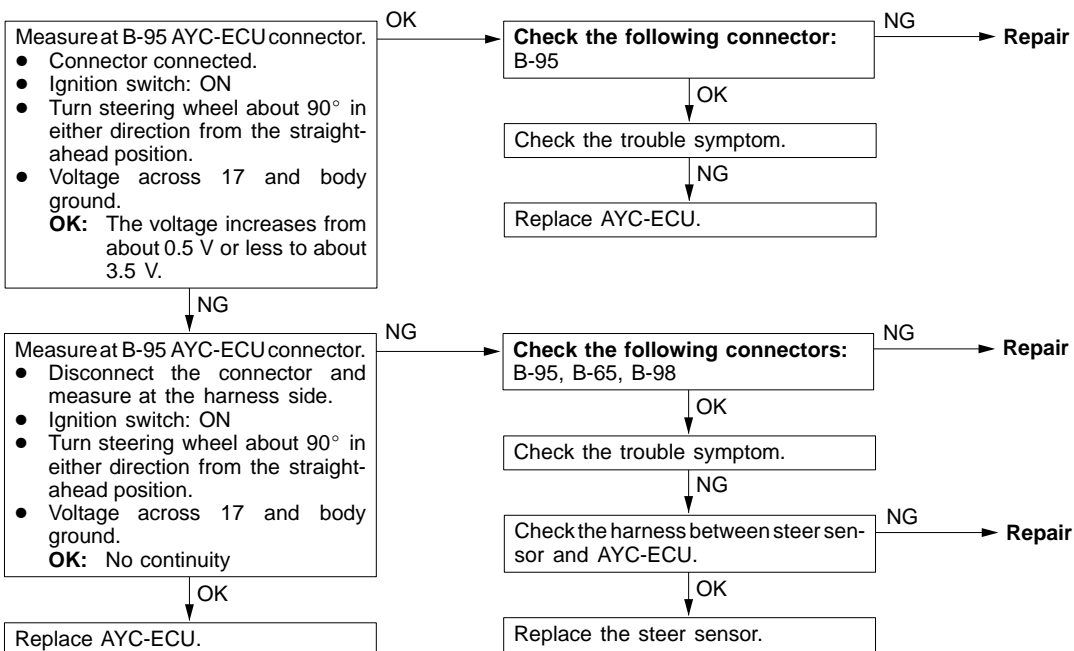 Measure at B-95 AYC-ECU connector.
● Connector connected.
● Ignition switch: ON
● Turn steering wheel about 90° in
either direction from the straight-
ahead position.
● Voltage across 17 and body
ground.
OK: The voltage increases from
about 0.5 V or less to about
3.5 V.
OK
Check the following connector:
B-95
NG
Repair
OK
Check the trouble symptom.
NG
Replace AYC-ECU.
NG
Measure at B-95 AYC-ECU connector.
● Disconnect the connector and
measure at the harness side.
● Ignition switch: ON
● Turn steering wheel about 90° in
either direction from the straight-
ahead position.
● Voltage across 17 and body
ground.
OK: No continuity
NG
Check the following connectors:
B-95, B-65, B-98
NG
Repair
OK
Check the trouble symptom.
NG
Check the harness between steer sen-
sor and AYC-ECU.
NG
Repair
OK
Replace the steer sensor.
OK
Replace AYC-ECU.